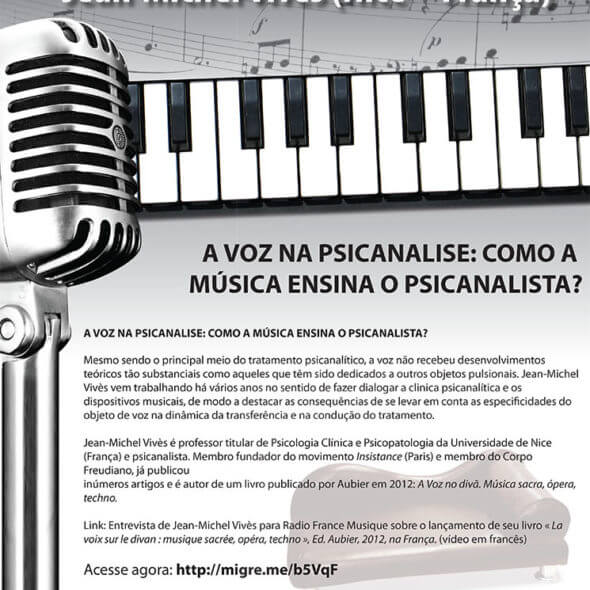 Jean-Michel Vivès (Nice – França)
A VOZ NA PSICANALISE: COMO A
MÚSICA ENSINA O PSICANALISTA?
A VOZ NA PSICANALISE: COMO A MÚSICA ENSINA O PSICANALISTA?
Mesmo sendo o principal meio do tratamento psicanalítico, a voz não recebeu desenvolvimentos
teóricos tão substanciais como aqueles que têm sido dedicados a outros objetos pulsionais. Jean-Michel
Vivès vem trabalhando há vários anos no sentido de fazer dialogar a clinica psicanalítica e os
dispositivos musicais, de modo a destacar as consequências de se levar em conta as especificidades do
objeto de voz na dinâmica da transferência e na condução do tratamento.
Jean-Michel Vivès é professor titular de Psicologia Clínica e Psicopatologia da Universidade de Nice
(França) e psicanalista. Membro fundador do movimento Insistance (Paris) e membro do Corpo
Freudiano, já publicou
inúmeros artigos e é autor de um livro publicado por Aubier em 2012: A Voz no divã. Música sacra, ópera,
techno.
Link: Entrevista de Jean-Michel Vivès para Radio France Musique sobre o lançamento de seu livro « La
voix sur le divan : musique sacrée, opéra, techno », Ed. Aubier, 2012, na França. (vídeo em francês)
Acesse agora: http://migre.me/b5VqF